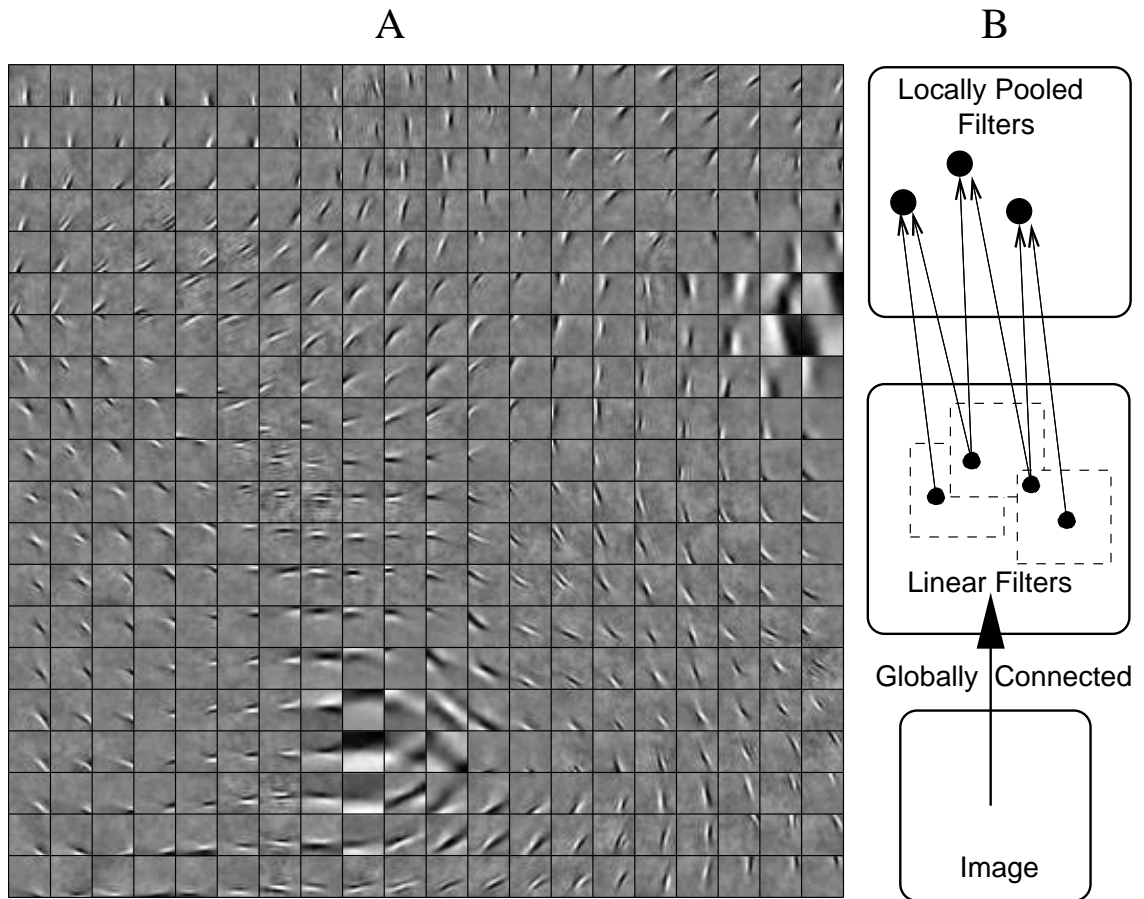 A
B
Locally Pooled
Filters
Linear Filters
Globally Connected
Image